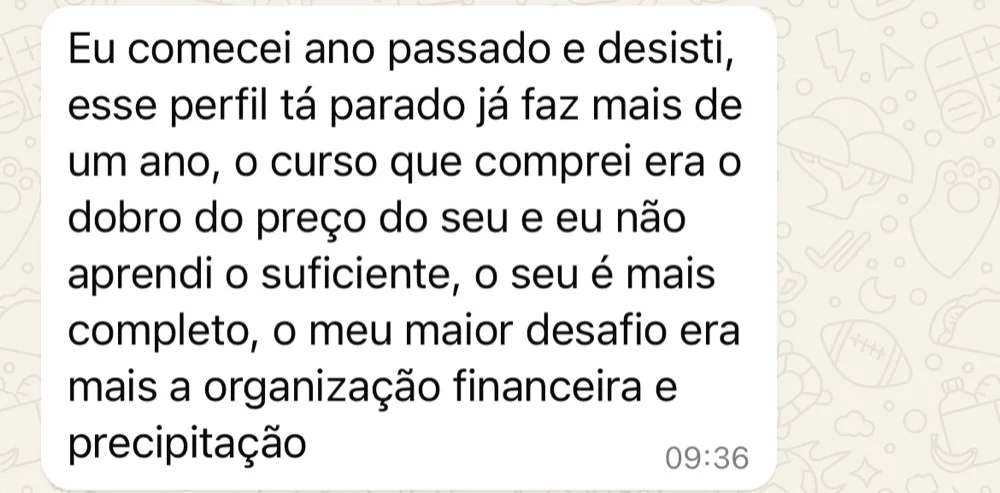 Eu comecei ano passado e desisti,
esse perfil tá parado já faz mais de
um ano, o curso que comprei era o
dobro do preço do seu e eu não
aprendi o suficiente, o seu é mais
completo, o meu maior desafio era
mais a organização financeira e
precipitação
09:36